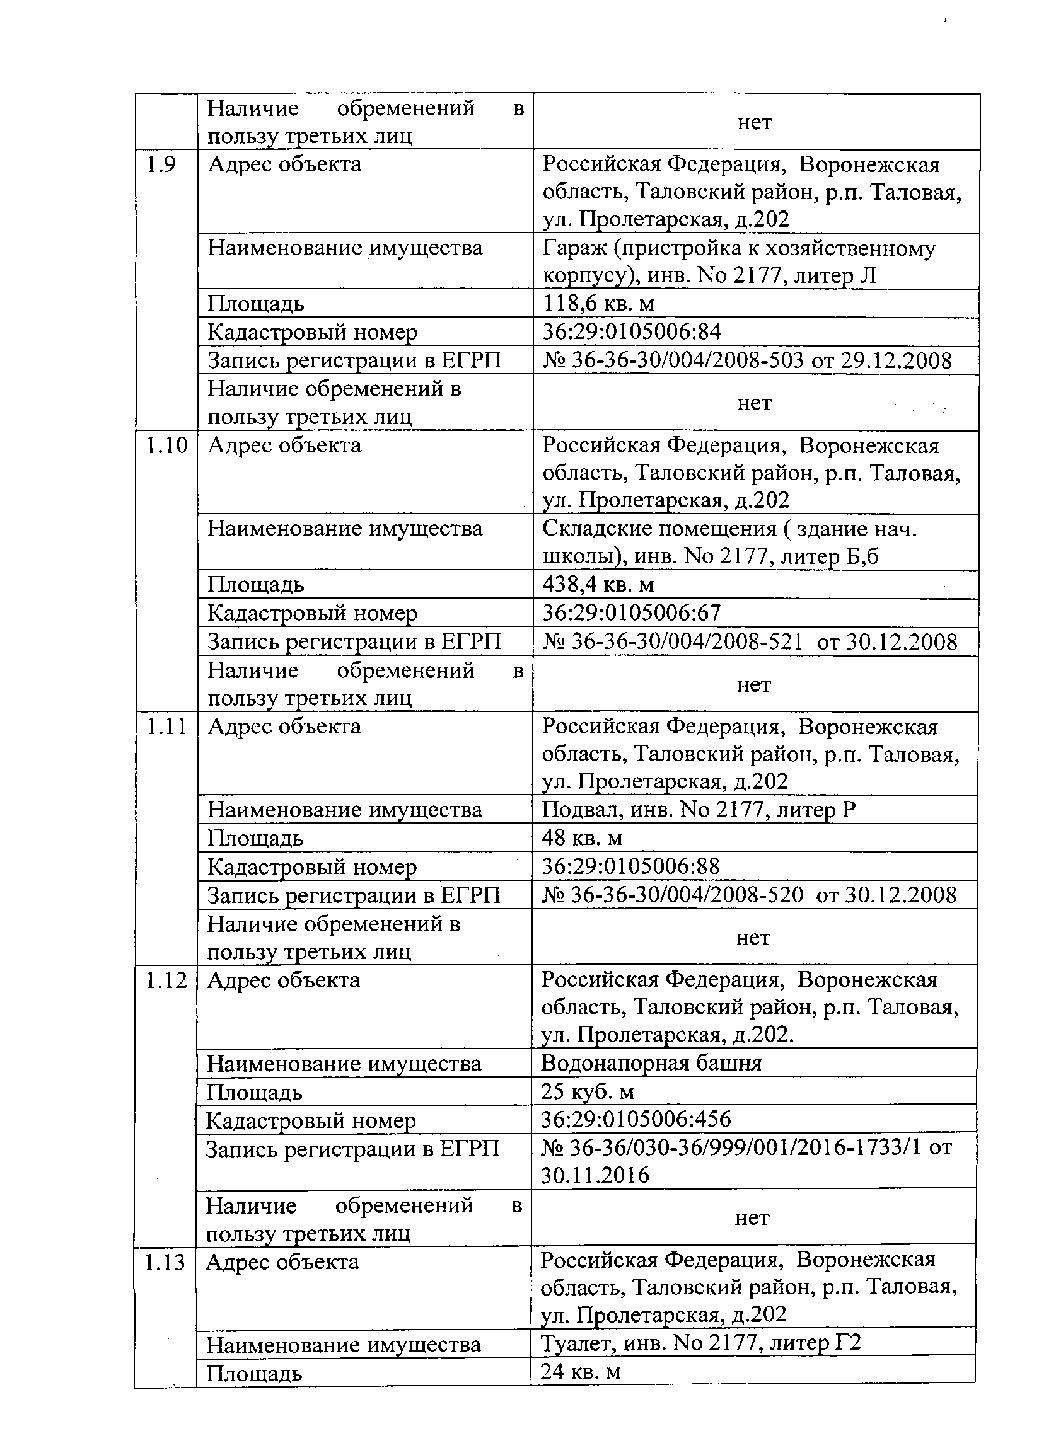 Наличие обременений в
пользу третьих лиц
нет
1.9 Адрес объекта
Российская Федерация, Воронежская
область, Таловский район, р.п. Таловая,
ул. Пролетарская, д.202
Наименование имущества
Гараж (пристройка к хозяйственному
корпусу), инв. No 2177, литер Л
Площадь
118,6 кв. м
Кадастровый номер
36:29:0105006:84
Запись регистрации в ЕГРП
№ 36-36-30/004/2008-503 от 29.12.2008
Наличие обременений в
пользу третьих лиц
нет
1.10 Адрес объекта
Российская Федерация, Воронежская
область, Таловский район, р.п. Таловая,
ул. Пролетарская, д.202
Наименование имущества
Складские помещения ( здание нач.
школы), инв. No 2177, литер Б,б
Площадь
438,4 кв. м
Кадастровый номер
36:29:0105006:67
Запись регистрации в ЕГРП
№ 36-36-30/004/2008-521 от 30.12.2008
Наличие обременений в
пользу третьих лиц
нет
1.11 Адрес объекта
Российская Федерация, Воронежская
область, Таловский район, р.п. Таловая,
ул. Пролетарская, д.202
Наименование имущества
Подвал, инв. No 2177, литер Р
Площадь
48 кв. м
Кадастровый номер
36:29:0105006:88
Запись регистрации в ЕГРП
№ 36-36-30/004/2008-520 от 30.12.2008
Наличие обременений в
пользу третьих лиц
нет
1.12 Адрес объекта
Российская Федерация, Воронежская
область, Таловский район, р.п. Таловая,
ул. Пролетарская, д.202.
Наименование имущества
Водонапорная башня
Площадь
25 куб. м
Кадастровый номер
36:29:0105006:456
Запись регистрации в ЕГРП
№ 36-36/030-36/999/001/2016-1733/1 от
30.11.2016
Наличие обременений в
пользу третьих лиц
нет
1.13 Адрес объекта
Российская Федерация, Воронежская
область, Таловский район, р.п. Таловая,
ул. Пролетарская, д.202
Наименование имущества
Туалет, инв. No 2177, литер Г2
Площадь
24 кв. м